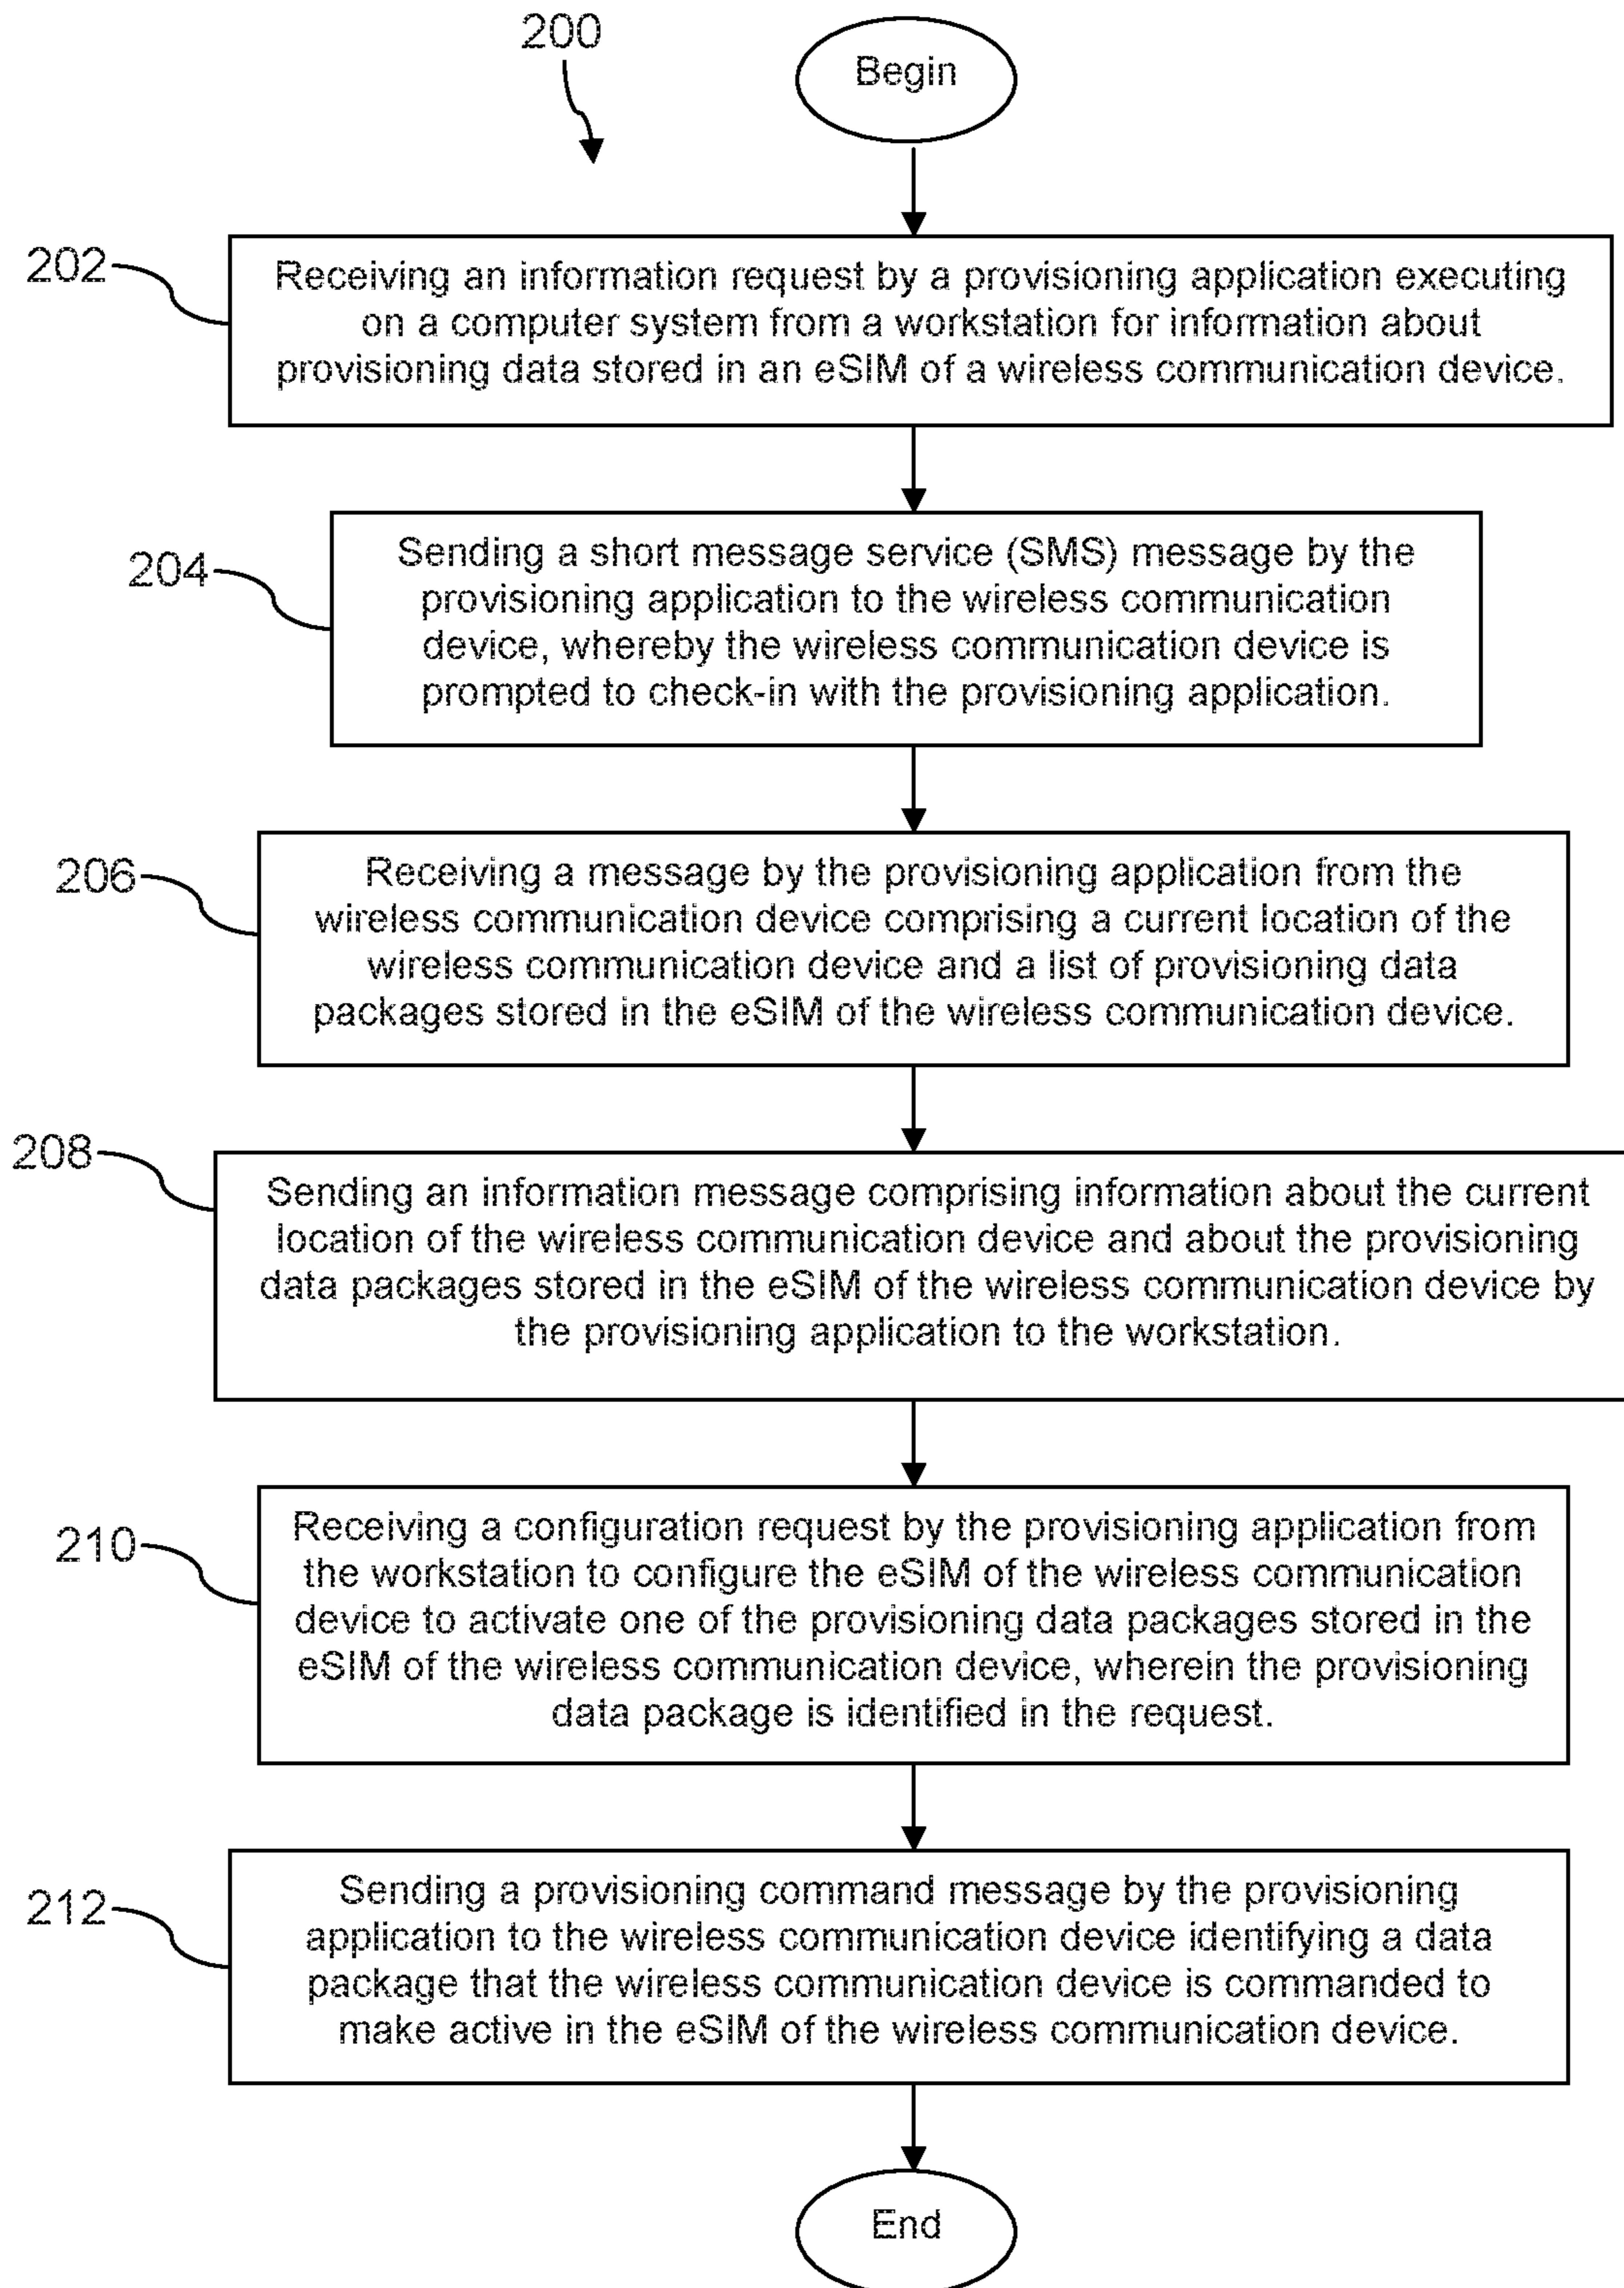 200
Begin
202
Receiving an information request by a provisioning application executing
on a computer system from a workstation for information about
provisioning data stored in an eSIM of a wireless communication device.
204
Sending a short message service (SMS) message by the
provisioning application to the wireless communication
device, whereby the wireless communication device is
prompted to check-in with the provisioning application.
206
Receiving a message by the provisioning application from the
wireless communication device comprising a current location of the
wireless communication device and a list of provisioning data
packages stored in the eSIM of the wireless communication device.
208
Sending an information message comprising information about the current
location of the wireless communication device and about the provisioning
data packages stored in the eSIM of the wireless communication device by
the provisioning application to the workstation.
210
Receiving a configuration request by the provisioning application from
the workstation to configure the eSIM of the wireless communication
device to activate one of the provisioning data packages stored in the
eSIM of the wireless communication device, wherein the provisioning
data package is identified in the request.
212
Sending a provisioning command message by the provisioning
application to the wireless communication device identifying a data
package that the wireless communication device is commanded to
make active in the eSIM of the wireless communication device.
End